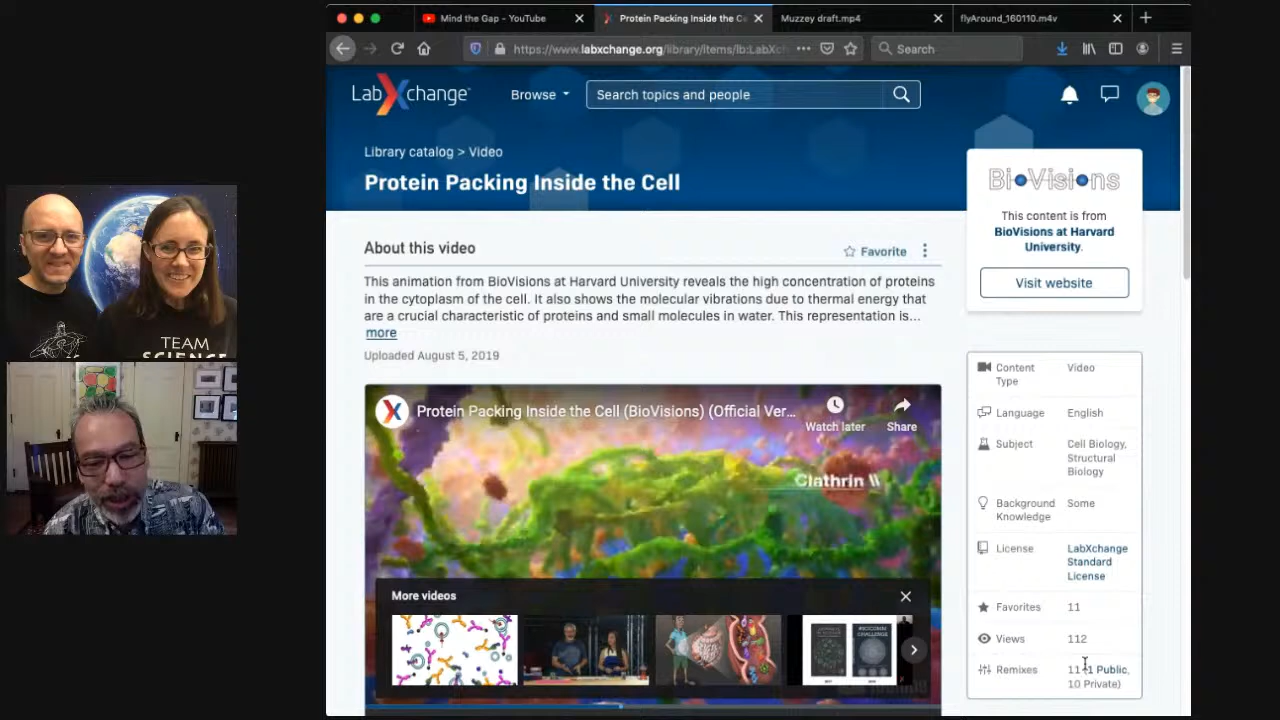 Mind the Gap - YouTube
Protein Packing Inside the Ce
Muzzey draft.mp4
flyAround_160110.m4v
https://www.labxchange.org/library/items/lb:LabXch
Search
LabXchange
Browse
Search topics and people
Library catalog > Video
Protein Packing Inside the Cell
BioVisions
This content is from
BioVisions at Harvard
University.
Visit website
About this video
Favorite
This animation from BioVisions at Harvard University reveals the high concentration of proteins
in the cytoplasm of the cell. It also shows the molecular vibrations due to thermal energy that
are a crucial characteristic of proteins and small molecules in water. This representation is...
more
Uploaded August 5, 2019
Protein Packing Inside the Cell (BioVisions) (Official Ver...
Watch later
Share
Clathrin
More videos
Content Type Video
Language English
Subject Cell Biology,
Structural
Biology
Background Knowledge Some
License LabXchange
Standard
License
Favorites 11
Views 112
Remixes 11 (1 Public,
10 Private)
TEAM
SCIENCE